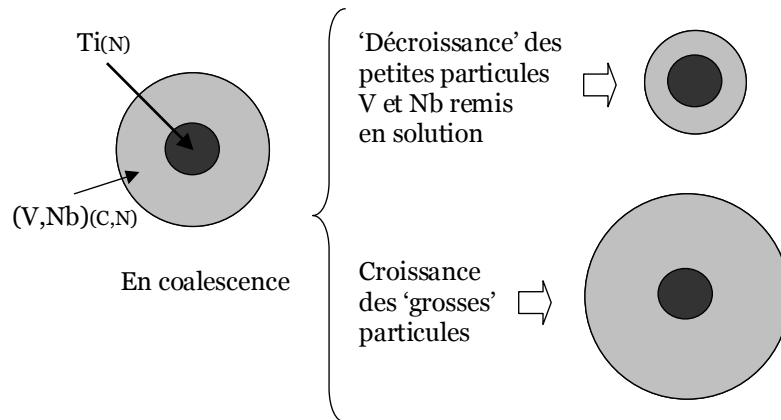 Ti(N)
(V,Nb)(C,N)
En coalescence
‘Décroissance’ des
petites particules
V et Nb remis
en solution
Croissance
des ‘grosses’
particules